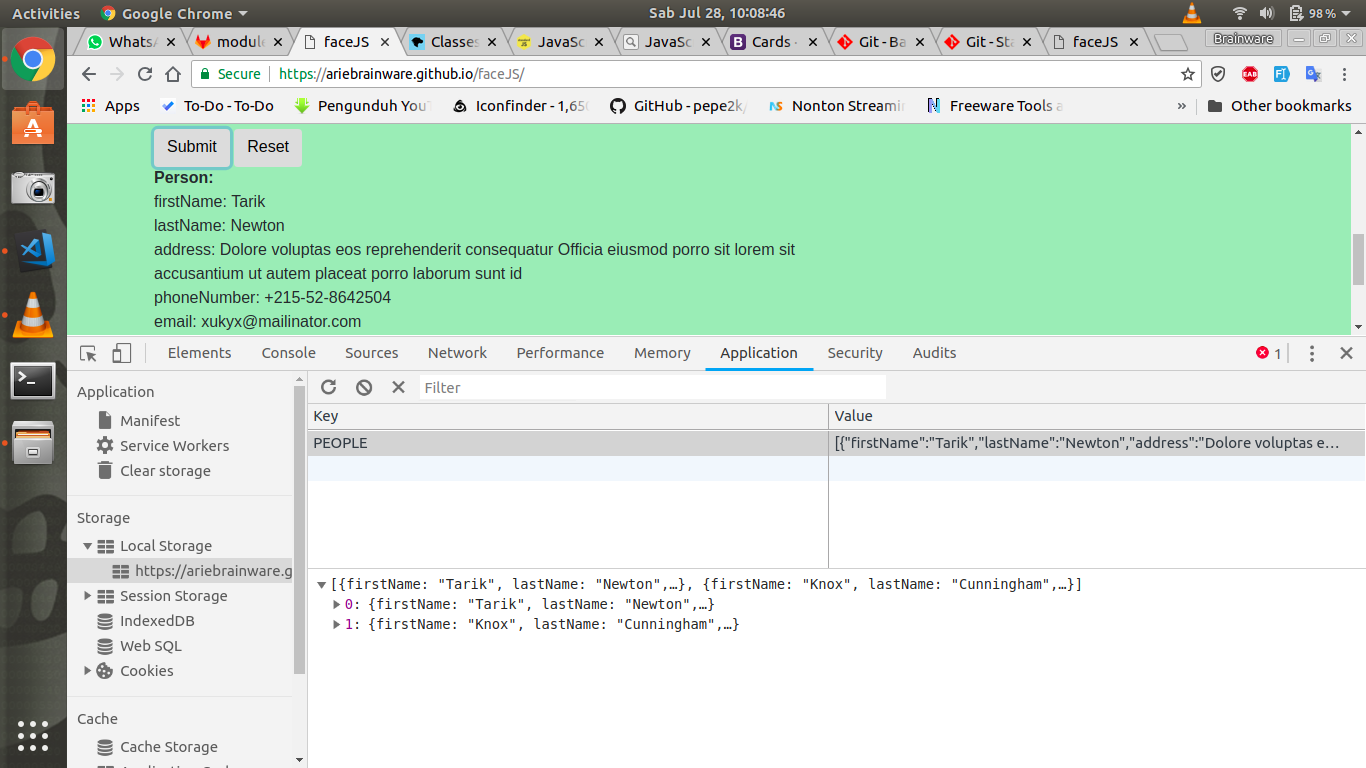 Activities Google Chrome Sab Jul 28, 10:08:46 98%
WhatsA module faceJS Classes JavaSc JavaSc Cards - Git - Ba Git - Sta faceJS Brainware
Secure https://ariebrainware.github.io/faceJS/
Apps To-Do - To-Do Pengunduh YouT Iconfinder - 1,650 GitHub - pepe2k/ Nonton Streamin Freeware Tools a » Other bookmarks
Submit Reset
Person:
firstName: Tarik
lastName: Newton
address: Dolore voluptas eos reprehenderit consequatur Officia eiusmod porro sit lorem sit
accusantium ut autem placeat porro laborum sunt id
phoneNumber: +215-52-8642504
email: xukyx@mailinator.com
Elements Console Sources Network Performance Memory Application Security Audits 1
Application
Manifest
Service Workers
Clear storage
Storage
Local Storage
https://ariebrainware.g
Session Storage
IndexedDB
Web SQL
Cookies
Cache
Cache Storage
Filter
Key Value
PEOPLE [{"firstName":"Tarik","lastName":"Newton","address":"Dolore voluptas e…
[{firstName: "Tarik", lastName: "Newton",…}, {firstName: "Knox", lastName: "Cunningham",…}]
0: {firstName: "Tarik", lastName: "Newton",…}
1: {firstName: "Knox", lastName: "Cunningham",…}